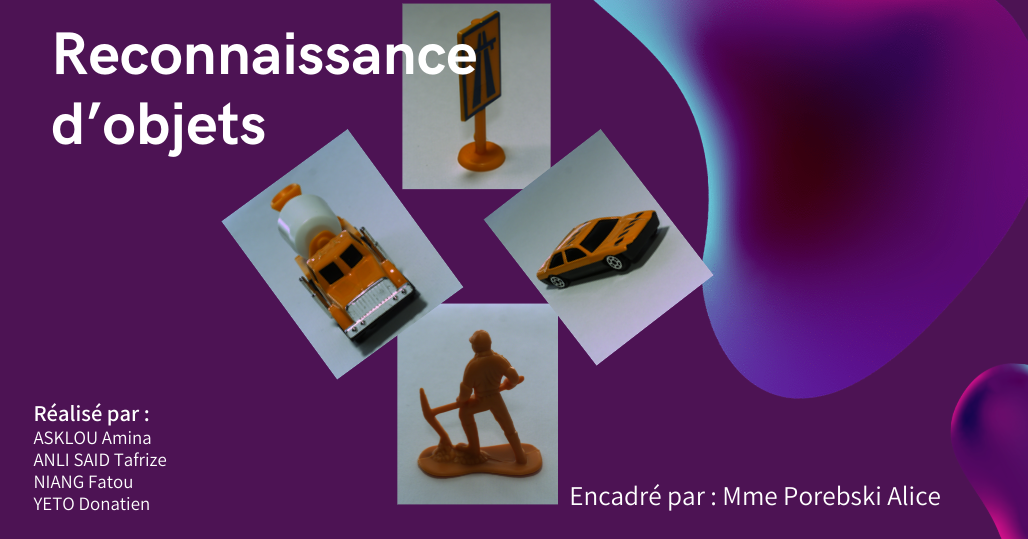 Reconnaissance
d’objets
Réalisé par :
ASKLOU Amina
ANLI SAID Tafrize
NIANG Fatou
YETO Donatien
Encadré par : Mme Porebski Alice